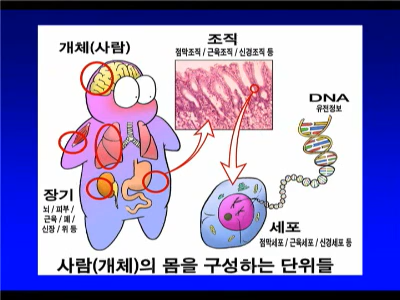 개체(사람)
조직
점막조직 / 근육조직 / 신경조직 등
DNA
유전정보
장기
뇌 / 피부 /
근육 / 폐 /
신장 / 위 등
세포
점막세포 / 근육세포 / 신경세포 등
사람(개체)의 몸을 구성하는 단위들